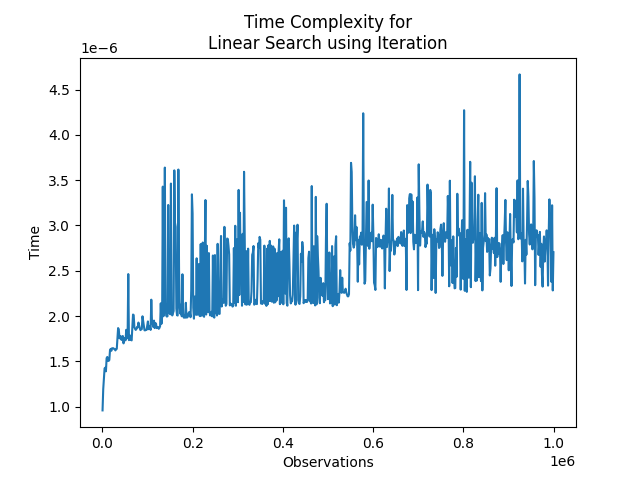 Time Complexity for
Linear Search using Iteration
1e−6
4.5
4.0
3.5
3.0
2.5
2.0
1.5
1.0
Time
0.0 0.2 0.4 0.6 0.8 1.0
Observations
1e6